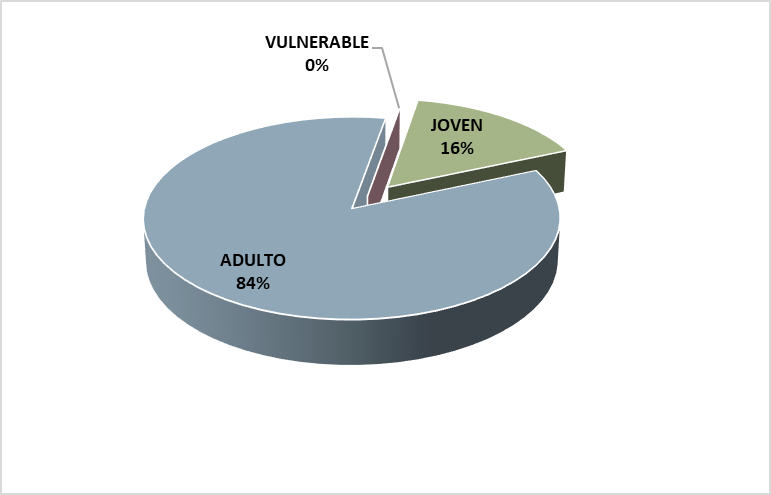 VULNERABLE
0%
JOVEN
16%
ADULTO
84%